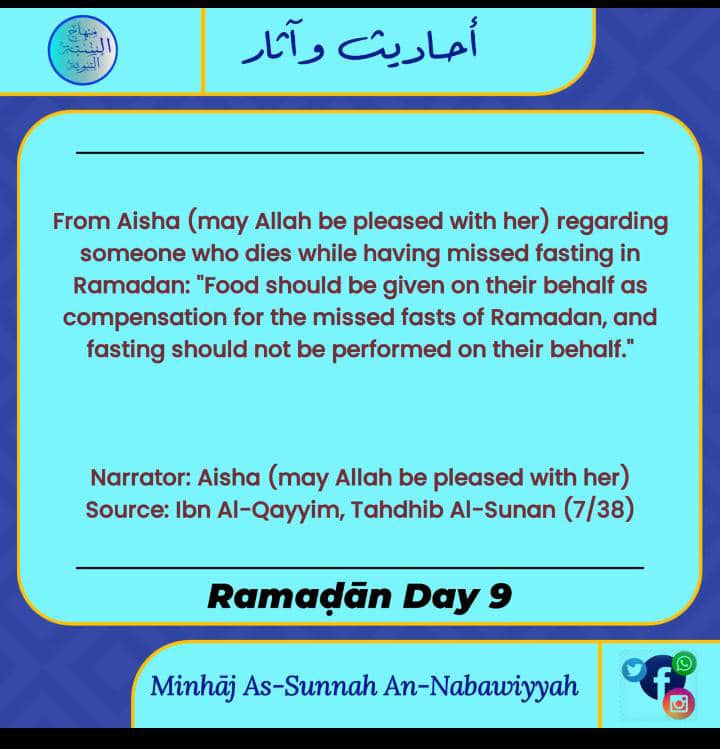 منهاج
السنة
النبوية
أحاديث وآثار
From Aisha (may Allah be pleased with her) regarding
someone who dies while having missed fasting in
Ramadan: "Food should be given on their behalf as
compensation for the missed fasts of Ramadan, and
fasting should not be performed on their behalf."
Narrator: Aisha (may Allah be pleased with her)
Source: Ibn Al-Qayyim, Tahdhib Al-Sunan (7/38)
Ramaḍān Day 9
Minhāj As-Sunnah An-Nabawiyyah